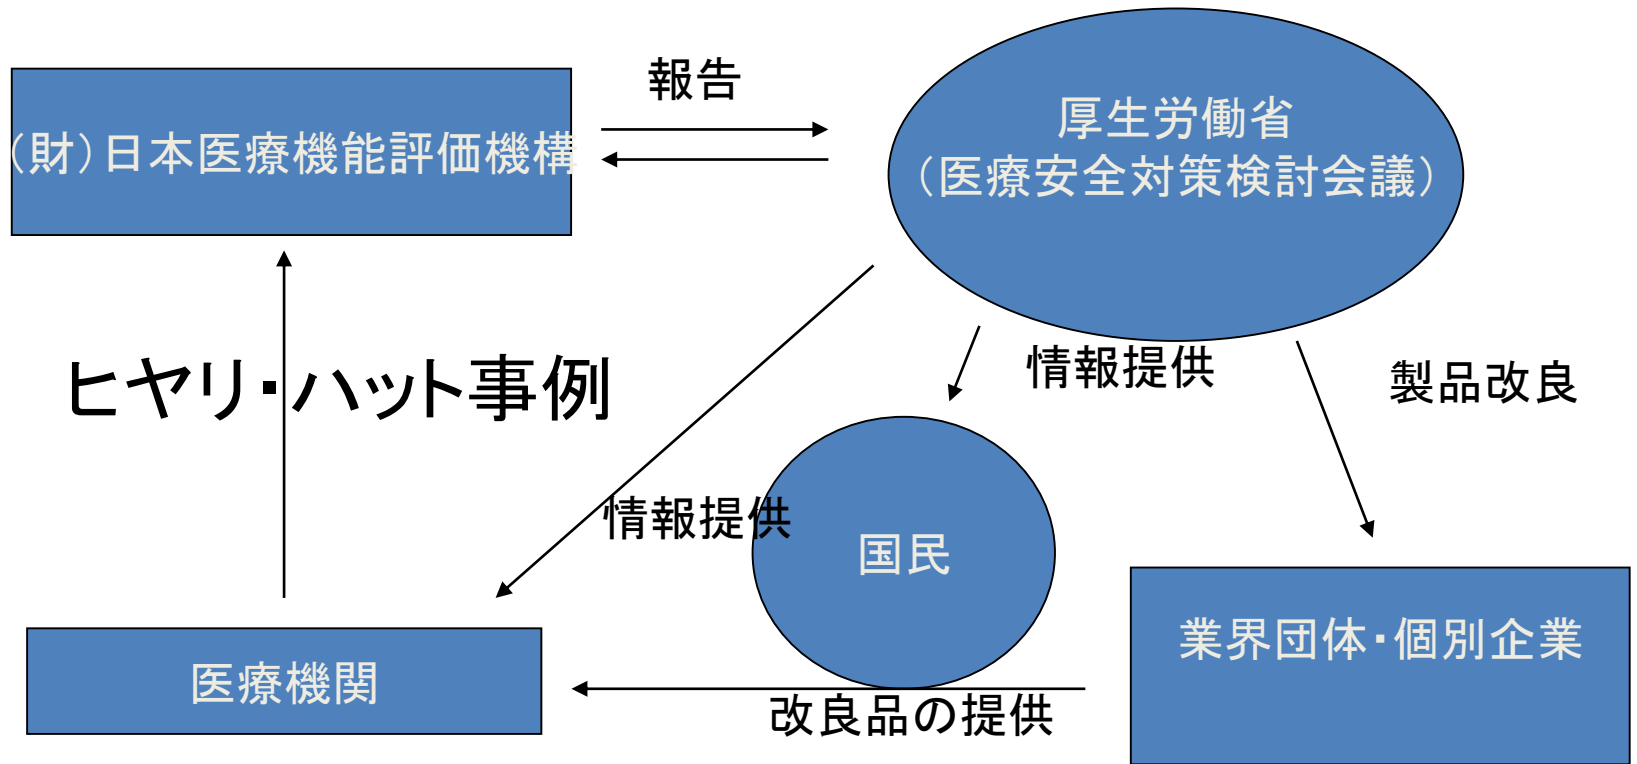 報告
(財)日本医療機能評価機構
厚生労働省
(医療安全対策検討会議)
ヒヤリ・ハット事例
情報提供
製品改良
情報提供
国民
業界団体・個別企業
医療機関
改良品の提供